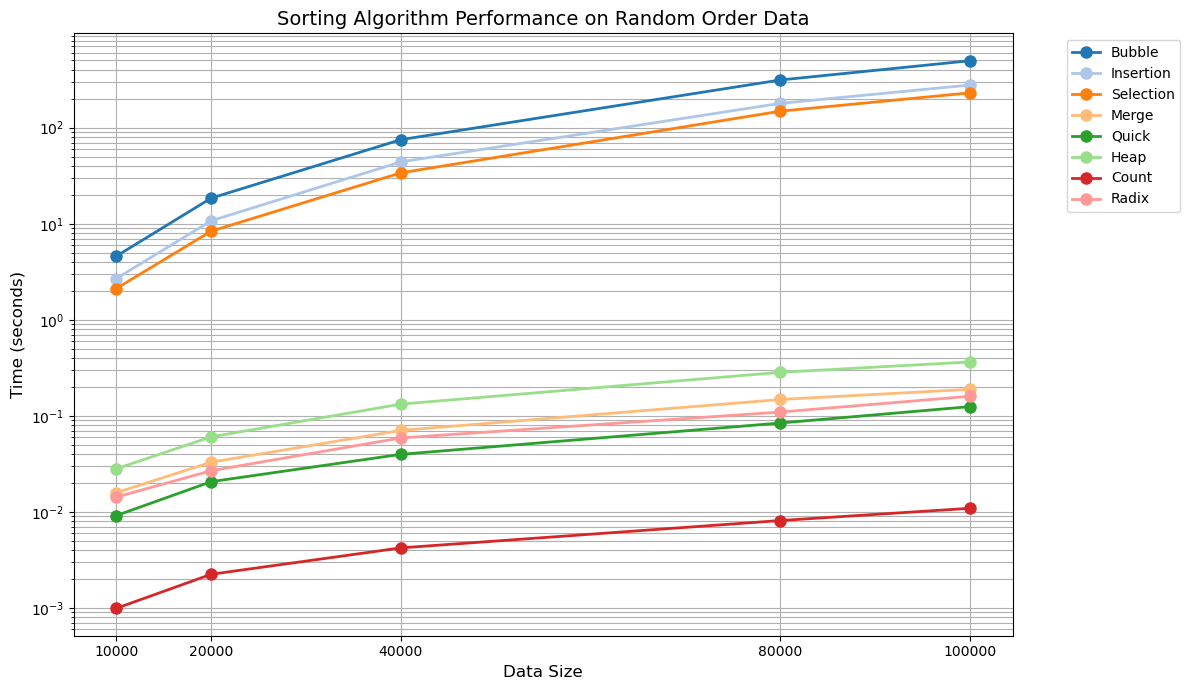 Sorting Algorithm Performance on Random Order Data
Time (seconds)
10²
10¹
10⁰
10⁻¹
10⁻²
10⁻³
10000
20000
40000
80000
100000
Data Size
Bubble
Insertion
Selection
Merge
Quick
Heap
Count
Radix